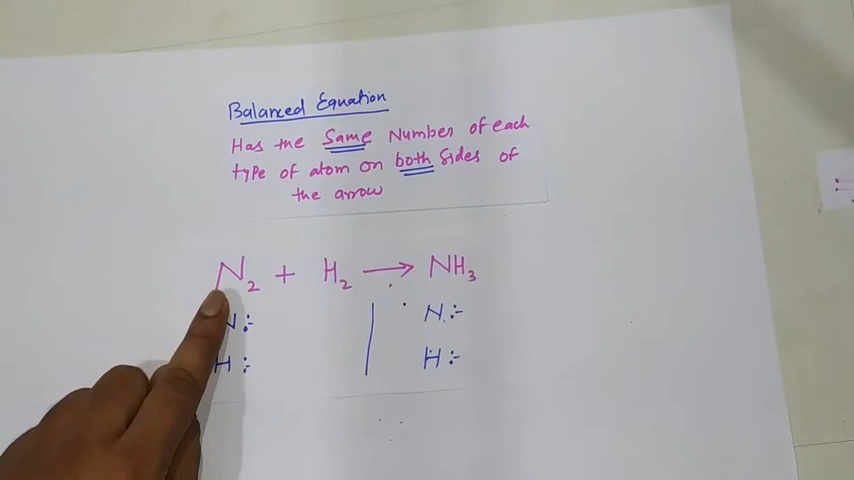 Balanced Equation
Has the Same Number of each
type of atom on both sides of
the arrow
N₂ + H₂ → NH₃
N :- N :-
H :- H :-